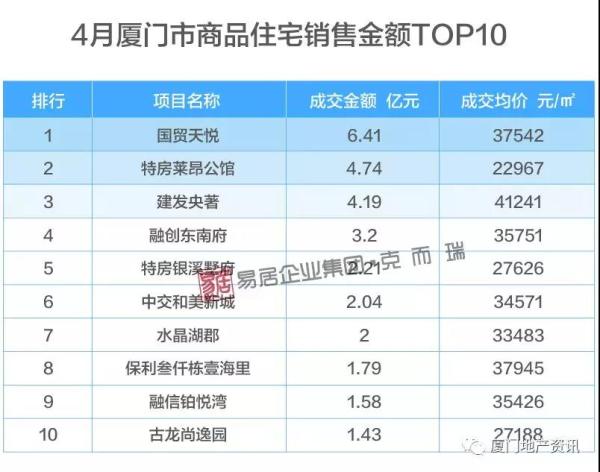 4月厦门市商品住宅销售金额TOP10
排行 项目名称 成交金额 亿元 成交均价 元/㎡
1 国贸天悦 6.41 37542
2 特房莱昂公馆 4.74 22967
3 建发央著 4.19 41241
4 融创东南府 3.2 35751
5 特房银溪墅府 2.21 27626
6 中交和美新城 2.04 34571
7 水晶湖郡 2 33483
8 保利叁仟栋壹海里 1.79 37945
9 融信铂悦湾 1.58 35426
10 古龙尚逸园 1.43 27188
易居企业集团·克而瑞
厦门地产资讯